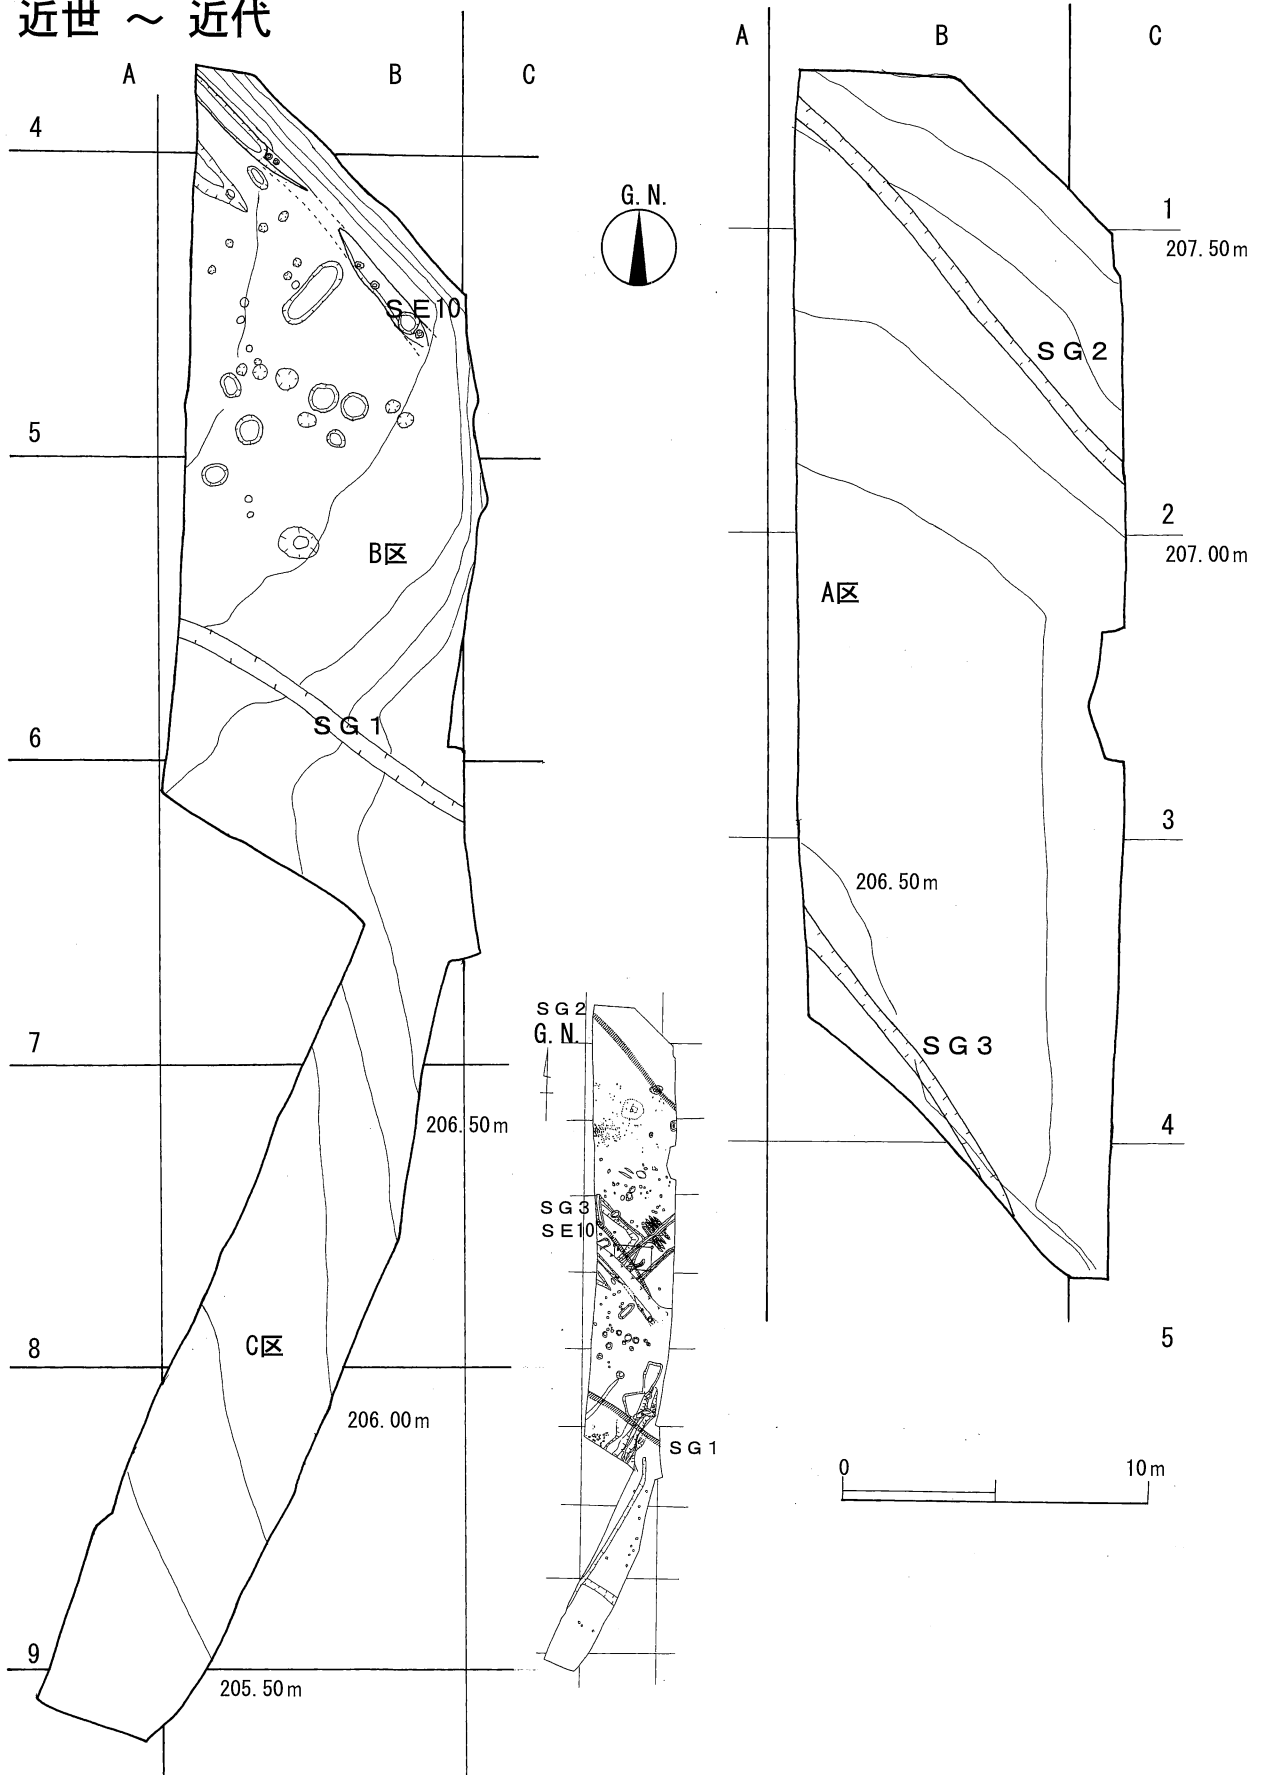 近世 ～ 近代
A B C
4
5
6
7
8
9
SE10
B区
SG1
206.50m
C区
206.00m
205.50m
G.N.
A B C
1
207.50m
SG2
2
207.00m
A区
3
206.50m
SG3
4
5
SG2
G.N.
SG3
SE10
SG1
0 10m